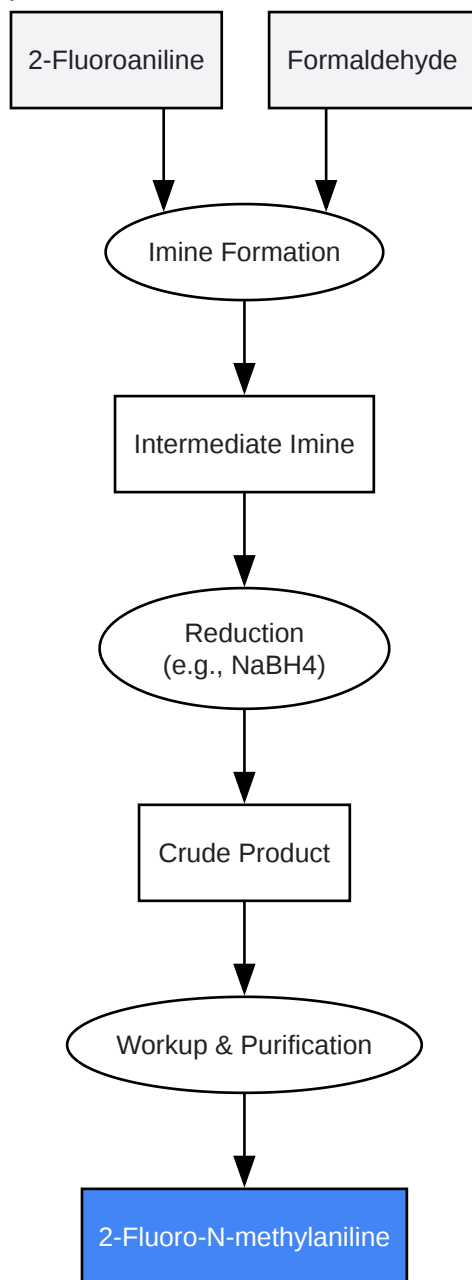 2-Fluoroaniline
Formaldehyde
Imine Formation
Intermediate Imine
Reduction
(e.g., NaBH4)
Crude Product
Workup & Purification
2-Fluoro-N-methylaniline